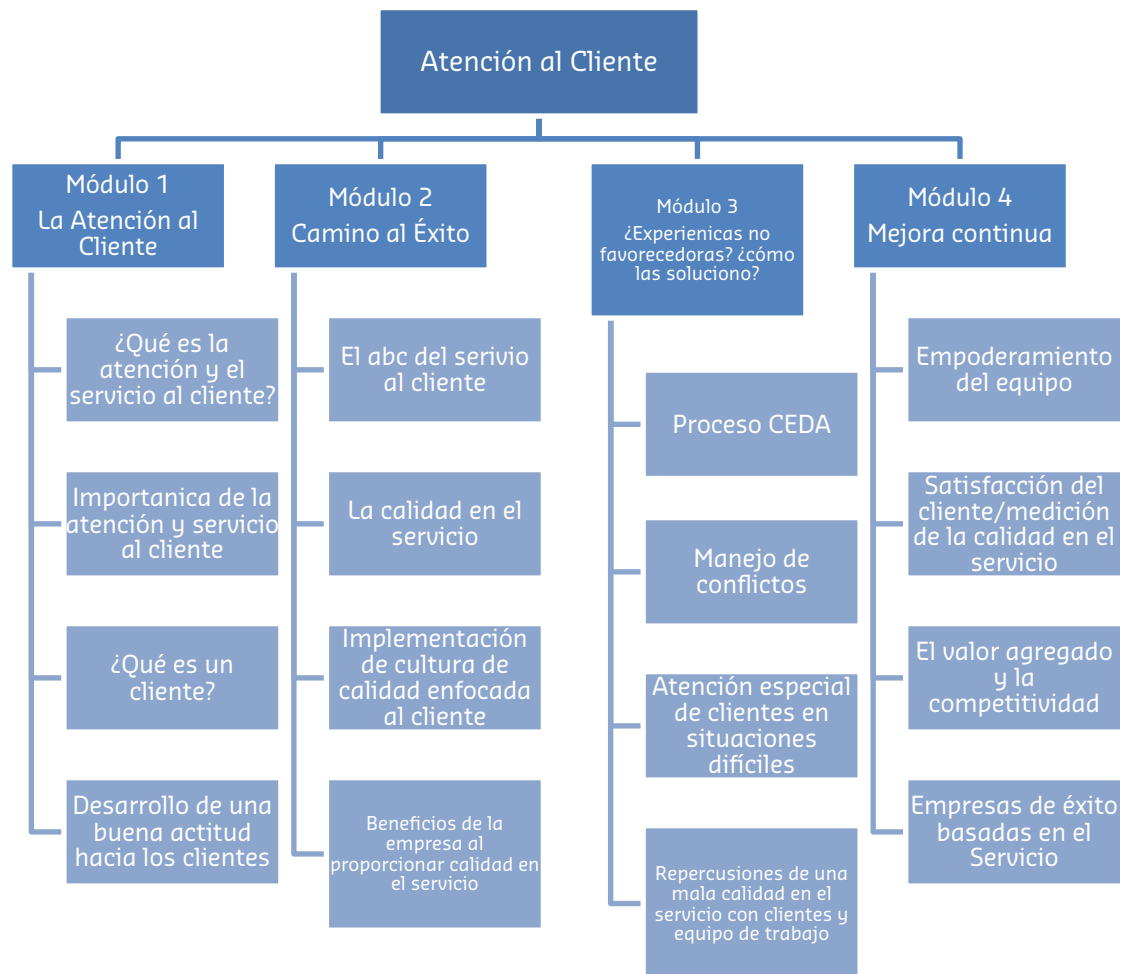 Atención al Cliente
Módulo 1
La Atención al
Cliente
¿Qué es la
atención y el
servicio al cliente?
Importanica de la
atención y servicio
al cliente
¿Qué es un
cliente?
Desarrollo de una
buena actitud
hacia los clientes
Módulo 2
Camino al Éxito
El abc del serivio
al cliente
La calidad en el
servicio
Implementación
de cultura de
calidad enfocada
al cliente
Beneficios de la
empresa al
proporcionar calidad en
el servicio
Módulo 3
¿Experienicas no
favorecedoras? ¿cómo
las soluciono?
Proceso CEDA
Manejo de
conflictos
Atención especial
de clientes en
situaciones
difíciles
Repercusiones de una
mala calidad en el
servicio con clientes y
equipo de trabajo
Módulo 4
Mejora continua
Empoderamiento
del equipo
Satisfacción del
cliente/medición
de la calidad en el
servicio
El valor agregado
y la
competitividad
Empresas de éxito
basadas en el
Servicio